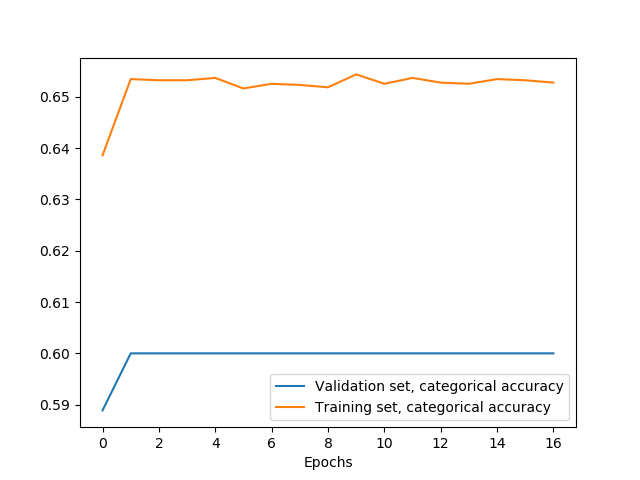 0.65
0.64
0.63
0.62
0.61
0.60
0.59
Validation set, categorical accuracy
Training set, categorical accuracy
0 2 4 6 8 10 12 14 16
Epochs